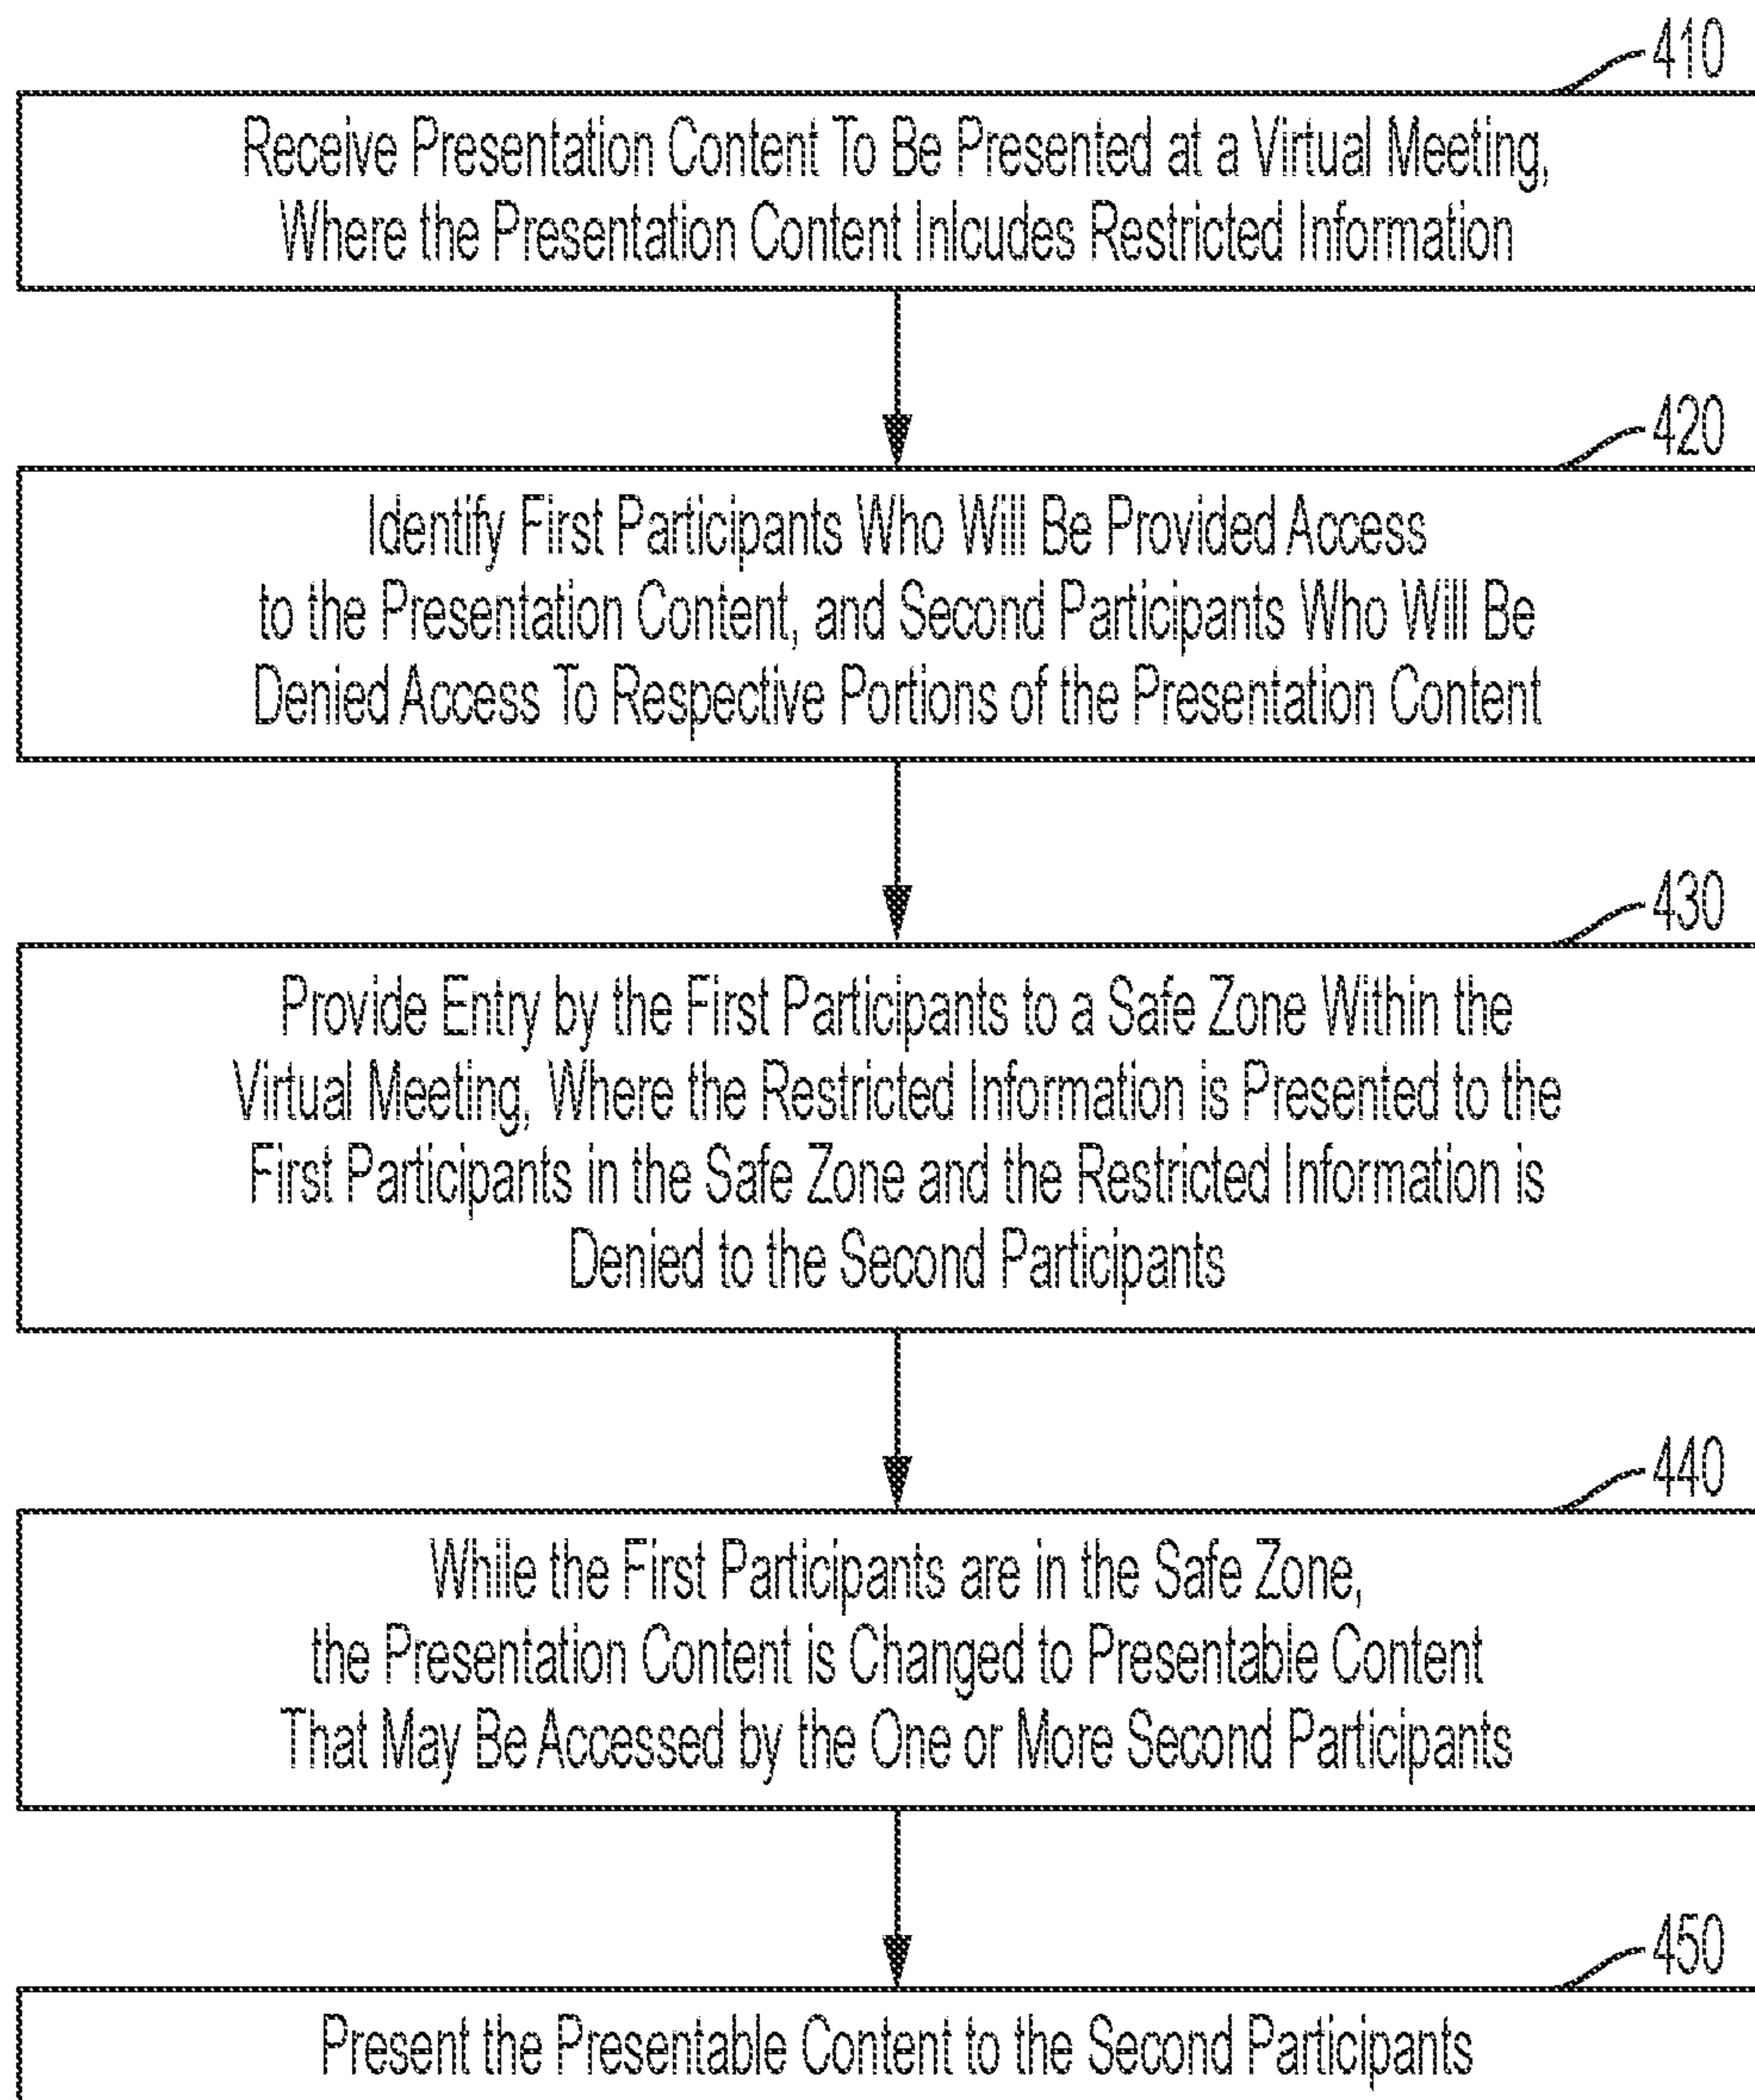 410
Receive Presentation Content To Be Presented at a Virtual Meeting,
Where the Presentation Content Inlcudes Restricted Information
420
Identify First Participants Who Will Be Provided Access
to the Presentation Content, and Second Participants Who Will Be
Denied Access To Respective Portions of the Presentation Content
430
Provide Entry by the First Participants to a Safe Zone Within the
Virtual Meeting, Where the Restricted Information is Presented to the
First Participants in the Safe Zone and the Restricted Information is
Denied to the Second Participants
440
While the First Participants are in the Safe Zone,
the Presentation Content is Changed to Presentable Content
That May Be Accessed by the One or More Second Participants
450
Present the Presentable Content to the Second Participants